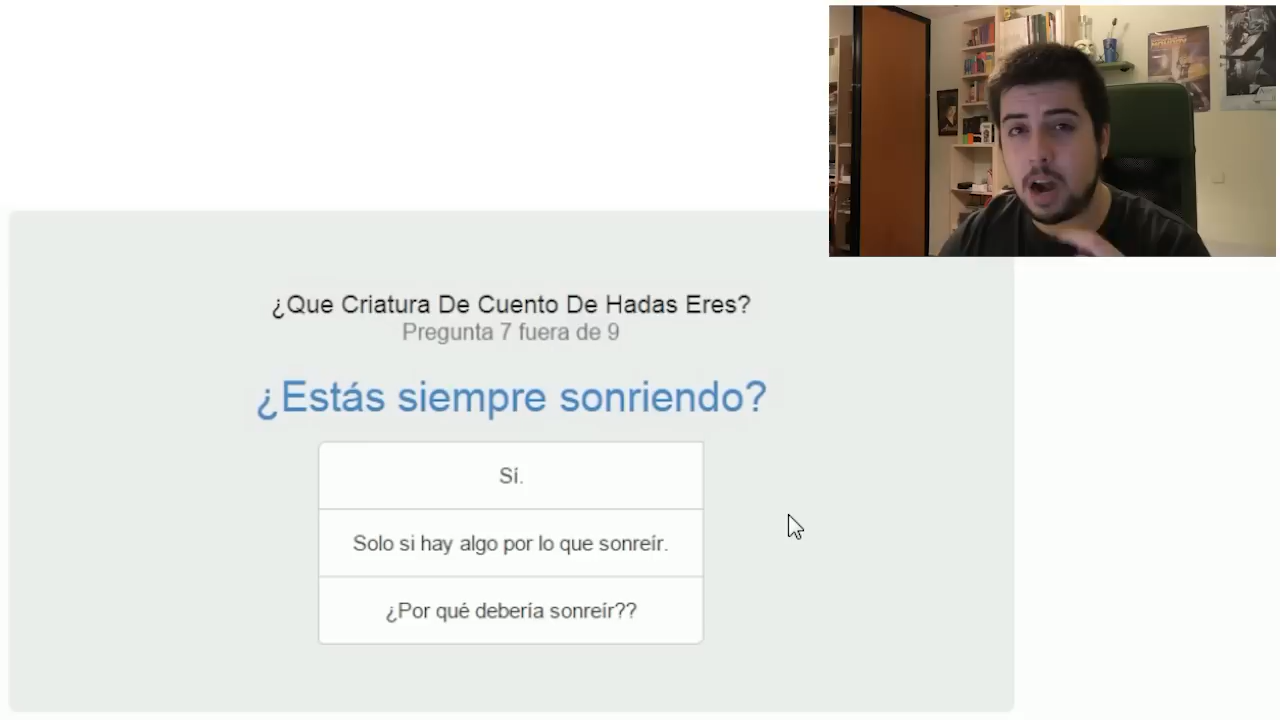 ¿Que Criatura De Cuento De Hadas Eres?
Pregunta 7 fuera de 9
¿Estás siempre sonriendo?
Sí.
Solo si hay algo por lo que sonreír.
¿Por qué debería sonreír??